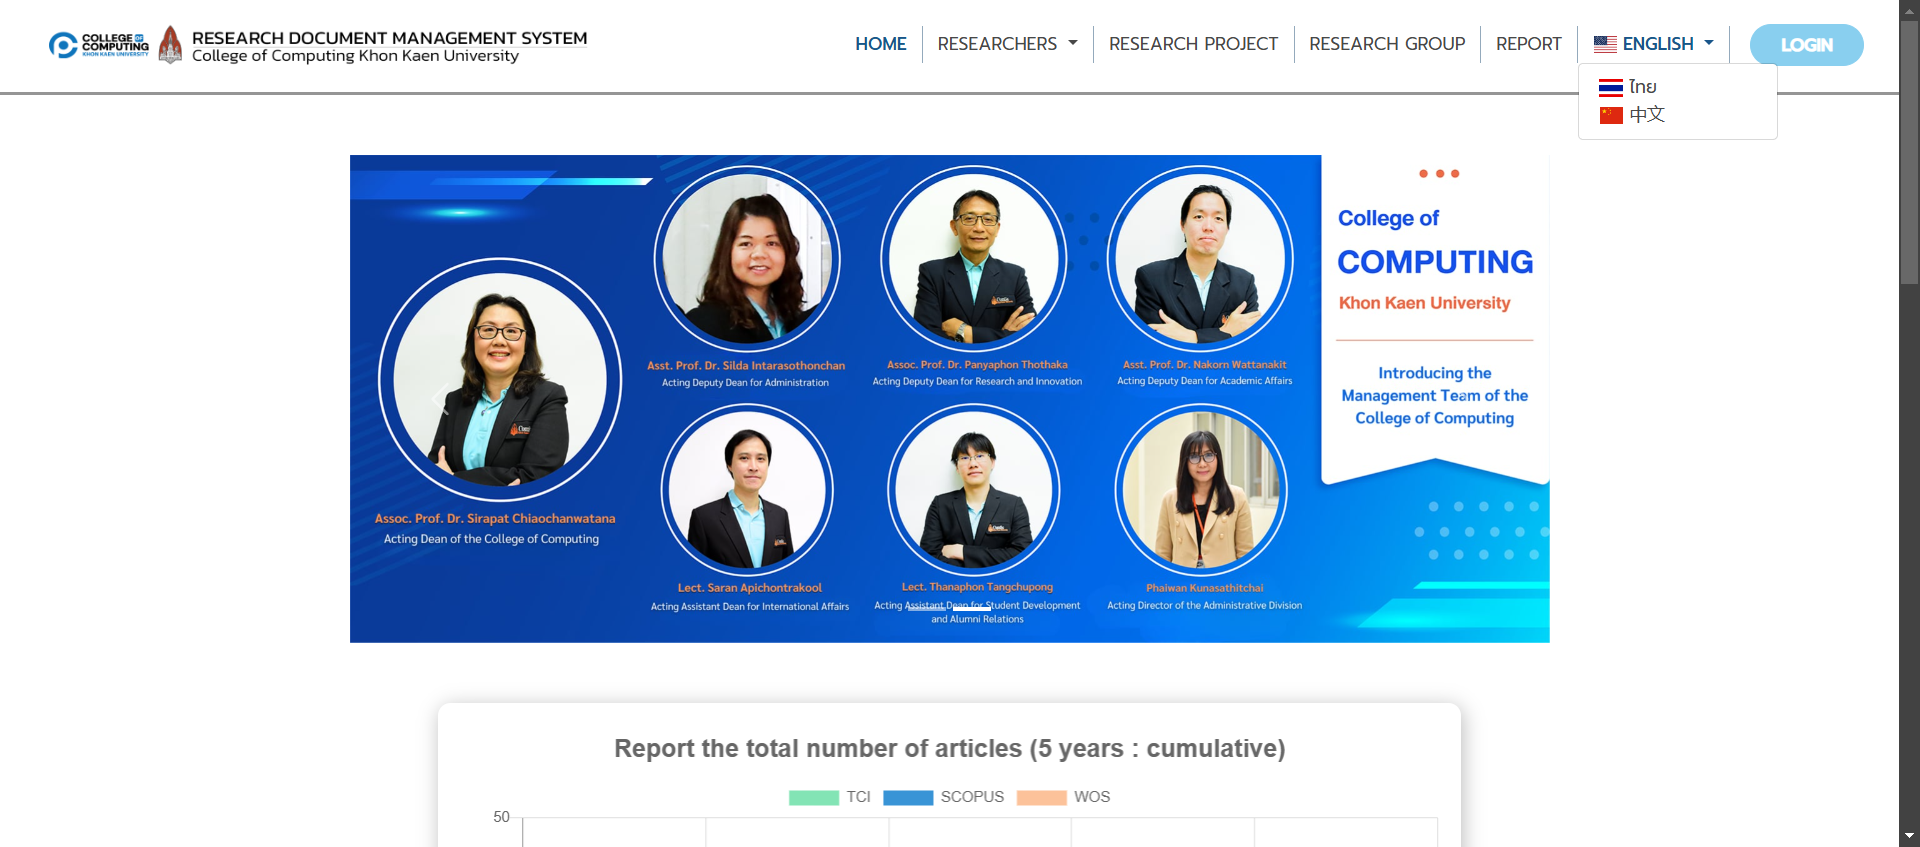 COLLEGE OF
COMPUTING
KHON KAEN UNIVERSITY
RESEARCH DOCUMENT MANAGEMENT SYSTEM
College of Computing Khon Kaen University
HOME
RESEARCHERS
RESEARCH PROJECT
RESEARCH GROUP
REPORT
ENGLISH
LOGIN
ไทย
中文
College of
COMPUTING
Khon Kaen University
Introducing the
Management Team of the
College of Computing
Asst. Prof. Dr. Silda Intarasothonchan
Acting Deputy Dean for Administration
Assoc. Prof. Dr. Panyaphon Thothaka
Acting Deputy Dean for Research and Innovation
Asst. Prof. Dr. Nakorn Wattanakit
Acting Deputy Dean for Academic Affairs
Assoc. Prof. Dr. Sirapat Chiaochanwatana
Acting Dean of the College of Computing
Lect. Saran Apichontrakool
Acting Assistant Dean for International Affairs
Lect. Thanaphon Tangchupong
Acting Assistant Dean for Student Development
and Alumni Relations
Phaiwan Kunasathitchai
Acting Director of the Administrative Division
Report the total number of articles (5 years : cumulative)
TCI SCOPUS WOS
50